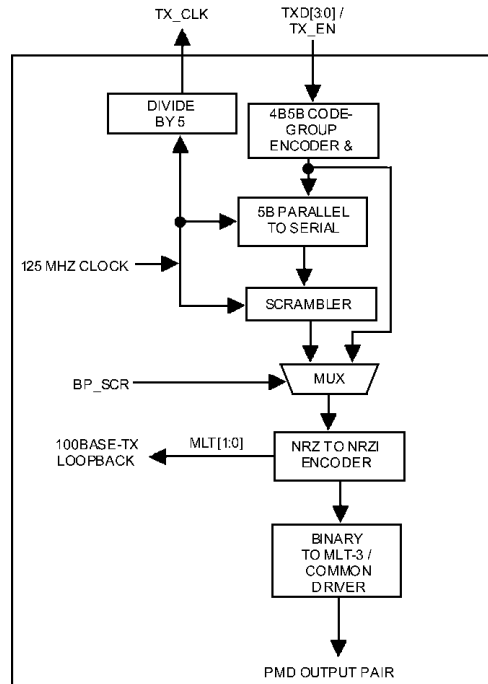 TX_CLK
TXD[3:0] /
TX_EN
DIVIDE
BY 5
4B5B CODE-
GROUP
ENCODER &
5B PARALLEL
TO SERIAL
125 MHZ CLOCK
SCRAMBLER
BP_SCR
MUX
100BASE-TX
LOOPBACK
MLT[1:0]
NRZ TO NRZI
ENCODER
BINARY
TO MLT-3 /
COMMON
DRIVER
PMD OUTPUT PAIR